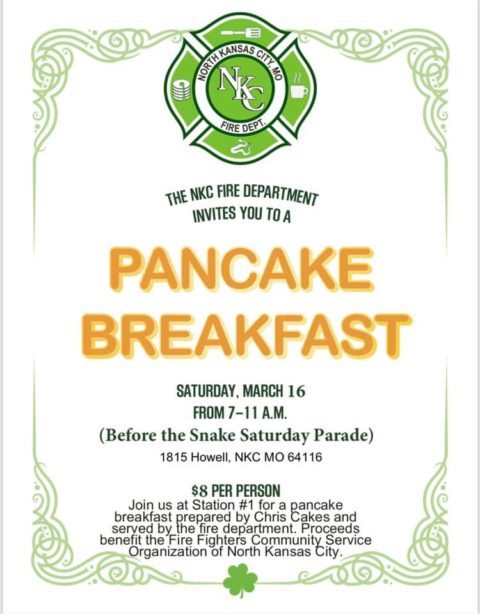 NORTH KANSAS CITY, MO
NKC
FIRE DEPT.
THE NKC FIRE DEPARTMENT
INVITES YOU TO A
PANCAKE
BREAKFAST
SATURDAY, MARCH 16
FROM 7–11 A.M.
(Before the Snake Saturday Parade)
1815 Howell, NKC MO 64116
$8 PER PERSON
Join us at Station #1 for a pancake
breakfast prepared by Chris Cakes and
served by the fire department. Proceeds
benefit the Fire Fighters Community Service
Organization of North Kansas City.